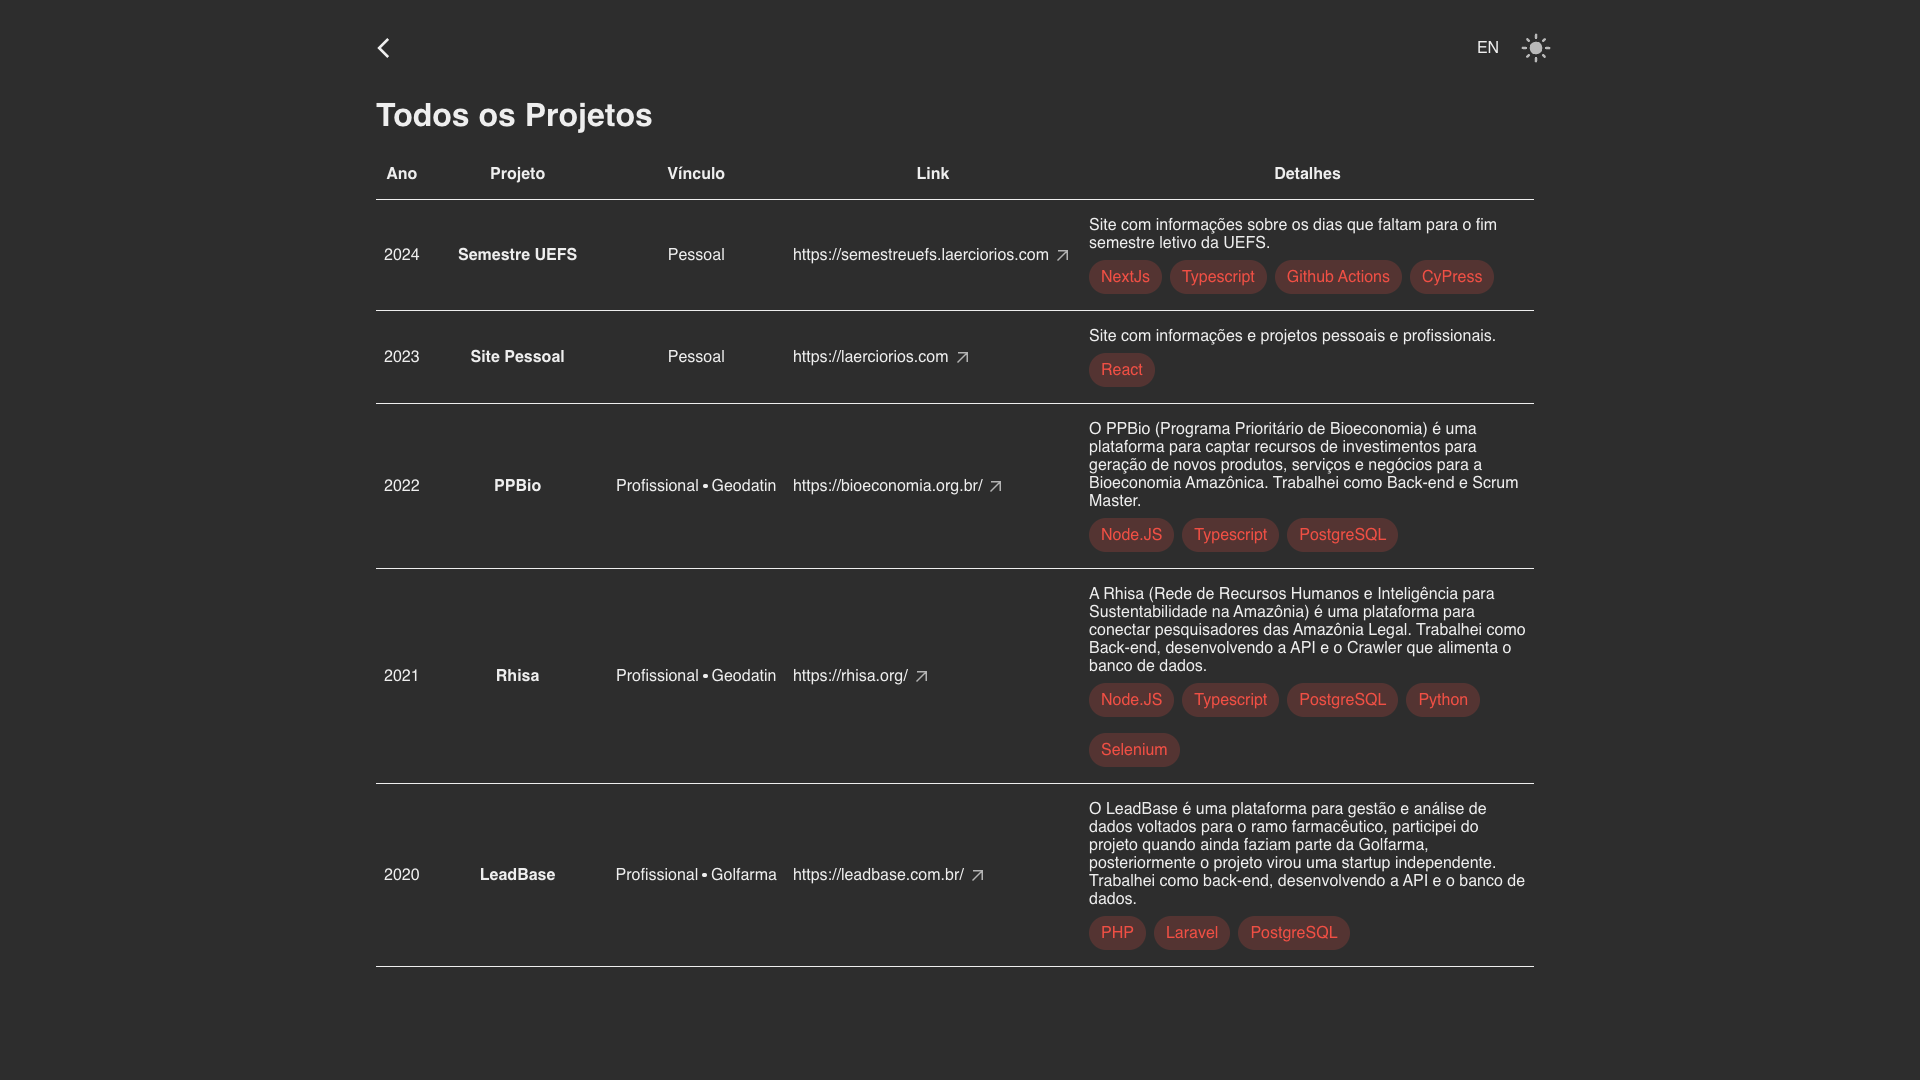 EN
Todos os Projetos
Ano Projeto Vínculo Link Detalhes
2024 Semestre UEFS Pessoal https://semestreuefs.laerciorios.com
Site com informações sobre os dias que faltam para o fim
semestre letivo da UEFS.
NextJs Typescript Github Actions CyPress
2023 Site Pessoal Pessoal https://laerciorios.com
Site com informações e projetos pessoais e profissionais.
React
2022 PPBio Profissional • Geodatin https://bioeconomia.org.br/
O PPBio (Programa Prioritário de Bioeconomia) é uma
plataforma para captar recursos de investimentos para
geração de novos produtos, serviços e negócios para a
Bioeconomia Amazônica. Trabalhei como Back-end e Scrum
Master.
Node.JS Typescript PostgreSQL
2021 Rhisa Profissional • Geodatin https://rhisa.org/
A Rhisa (Rede de Recursos Humanos e Inteligência para
Sustentabilidade na Amazônia) é uma plataforma para
conectar pesquisadores das Amazônia Legal. Trabalhei como
Back-end, desenvolvendo a API e o Crawler que alimenta o
banco de dados.
Node.JS Typescript PostgreSQL Python
Selenium
2020 LeadBase Profissional • Golfarma https://leadbase.com.br/
O LeadBase é uma plataforma para gestão e análise de
dados voltados para o ramo farmacêutico, participei do
projeto quando ainda faziam parte da Golfarma,
posteriormente o projeto virou uma startup independente.
Trabalhei como back-end, desenvolvendo a API e o banco de
dados.
PHP Laravel PostgreSQL